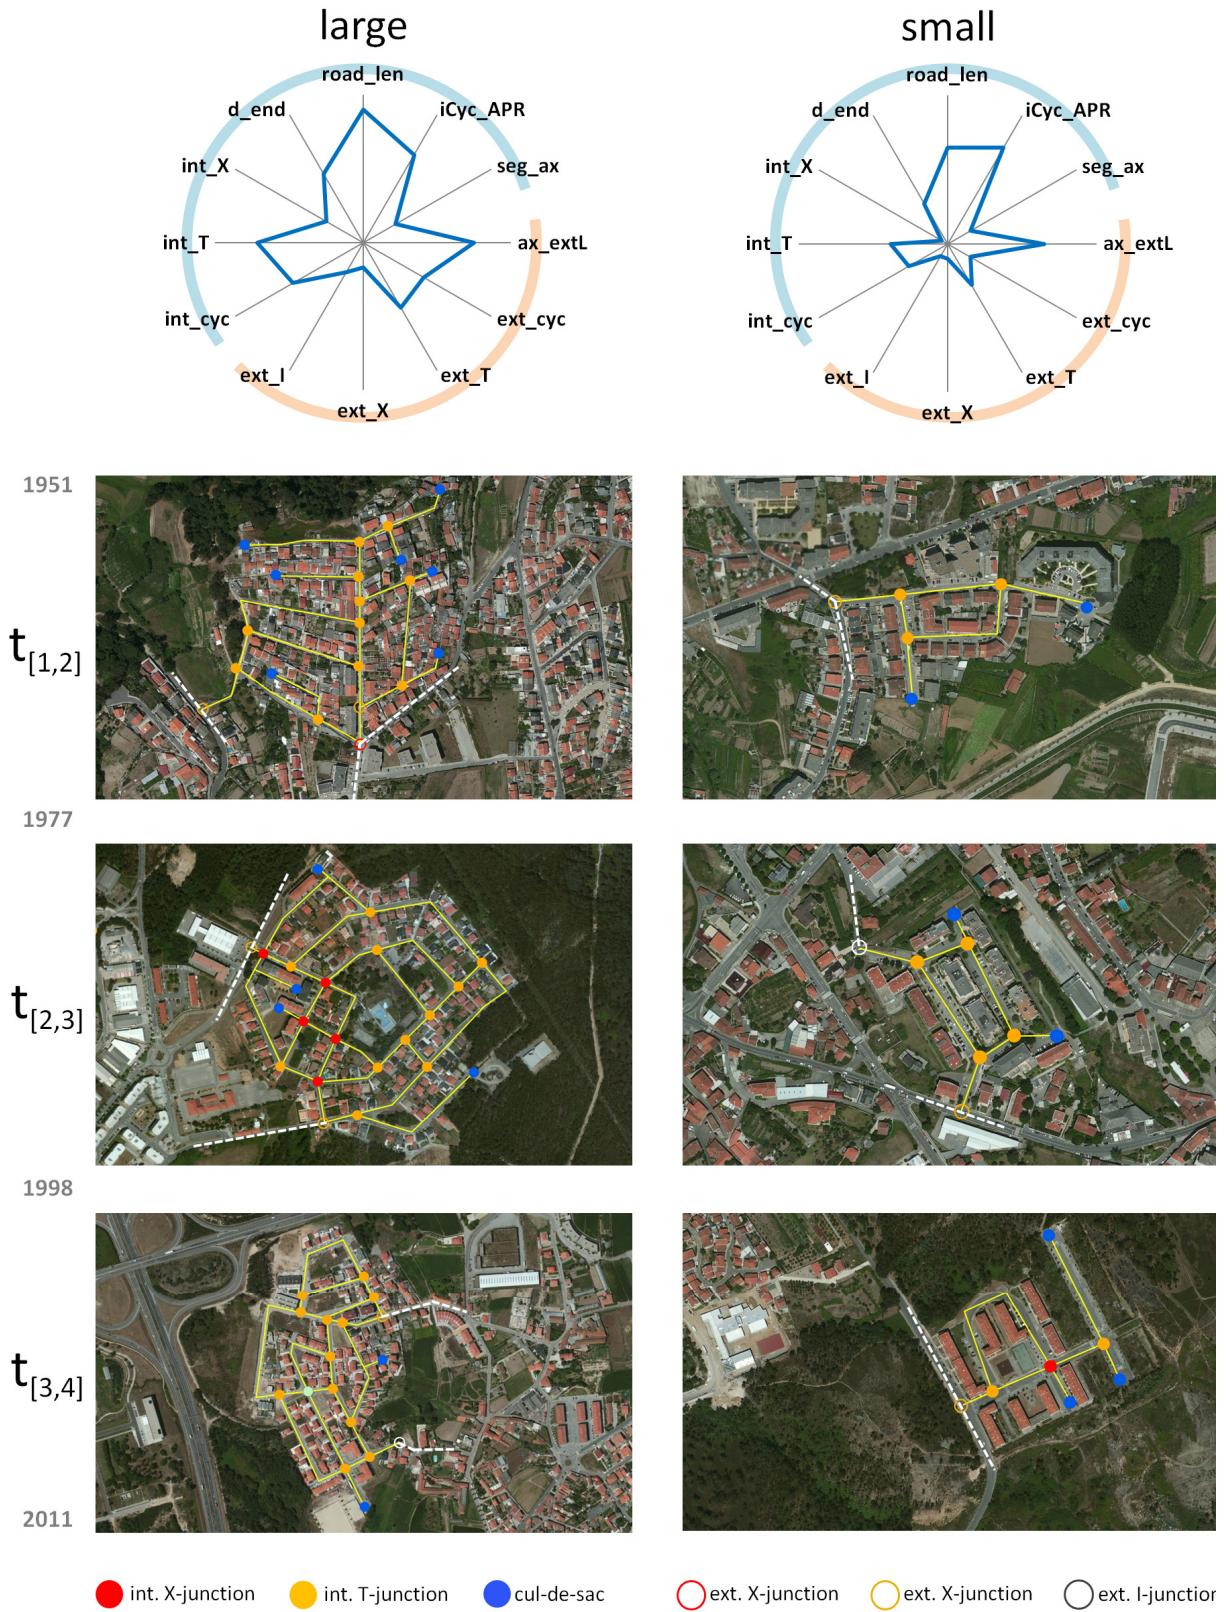 large
small
road_len
d_end
iCyc_APR
int_X
seg_ax
int_T
ax_extL
int_cyc
ext_cyc
ext_I
ext_T
ext_X
road_len
d_end
iCyc_APR
int_X
seg_ax
int_T
ax_extL
int_cyc
ext_cyc
ext_I
ext_T
ext_X
1951
t[1,2]
1977
t[2,3]
1998
t[3,4]
2011
int. X-junction
int. T-junction
cul-de-sac
ext. X-junction
ext. X-junction
ext. I-junction